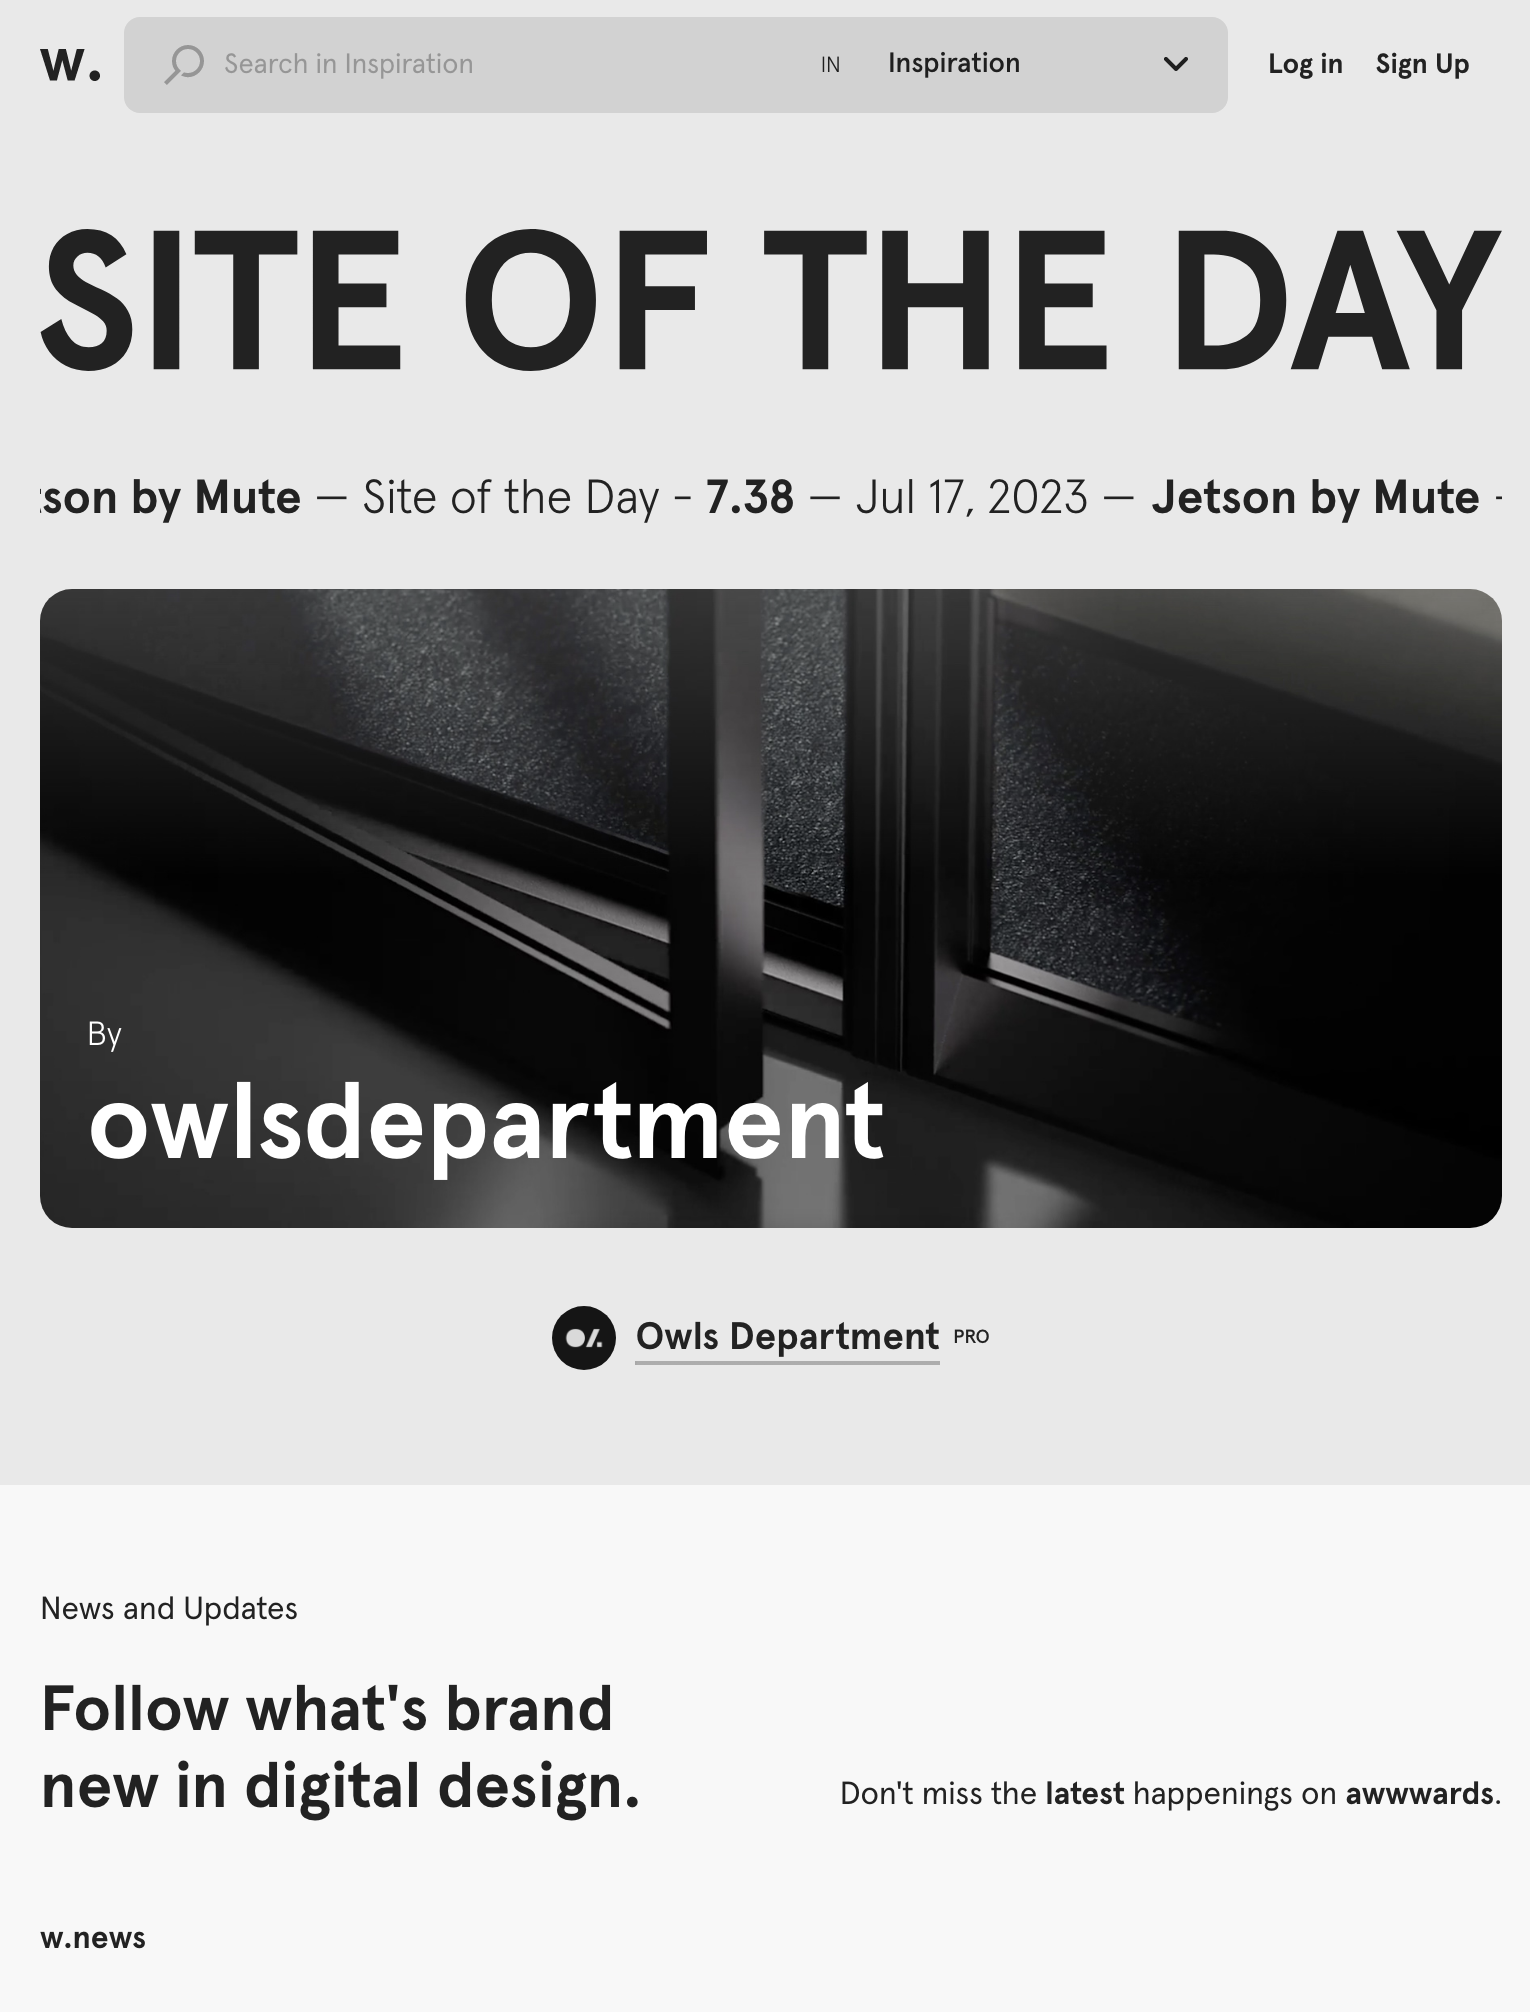 w.
Search in Inspiration IN Inspiration
Log in Sign Up
SITE OF THE DAY
tson by Mute — Site of the Day - 7.38 — Jul 17, 2023 — Jetson by Mute -
By
owlsdepartment
Owls Department PRO
News and Updates
Follow what's brand
new in digital design.
Don't miss the latest happenings on awwwards.
w.news